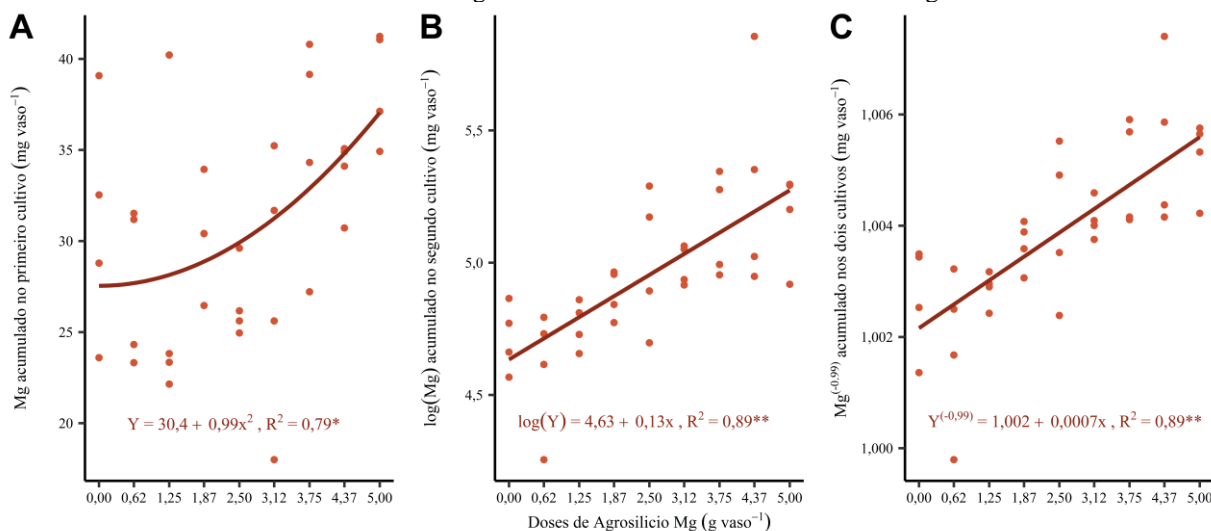 A
Mg acumulado no primeiro cultivo (mg vaso⁻¹)
40
35
30
25
20
Y = 30,4 + 0,99x² , R² = 0,79*
0,00 0,62 1,25 1,87 2,50 3,12 3,75 4,37 5,00
B
log(Mg) acumulado no segundo cultivo (mg vaso⁻¹)
5,5
5,0
4,5
log(Y) = 4,63 + 0,13x , R² = 0,89**
0,00 0,62 1,25 1,87 2,50 3,12 3,75 4,37 5,00
Doses de Agrosilicio Mg (g vaso⁻¹)
C
Mg⁽⁻⁰·⁹⁹⁾ acumulado nos dois cultivos (mg vaso⁻¹)
1,006
1,004
1,002
1,000
Y⁽⁻⁰,⁹⁹⁾ = 1,002 + 0,0007x , R² = 0,89**
0,00 0,62 1,25 1,87 2,50 3,12 3,75 4,37 5,00